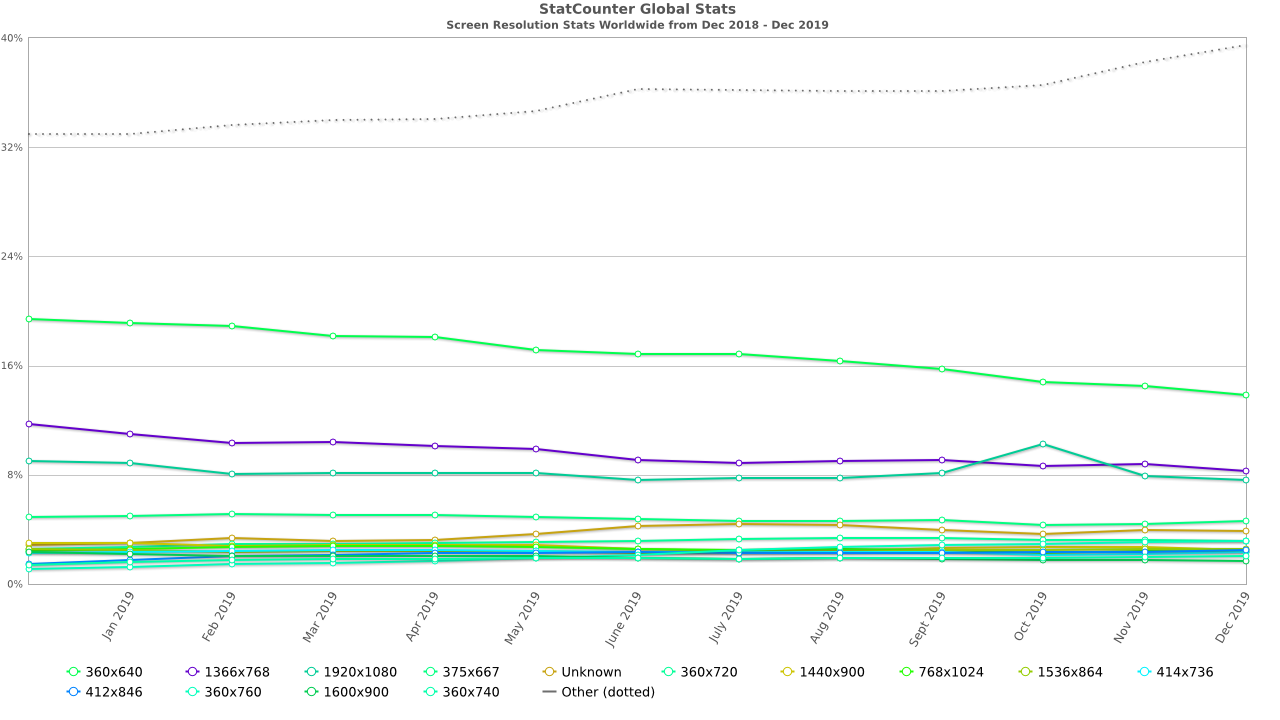 StatCounter Global Stats
Screen Resolution Stats Worldwide from Dec 2018 - Dec 2019
40%
32%
24%
16%
8%
0%
Jan 2019 Feb 2019 Mar 2019 Apr 2019 May 2019 June 2019 July 2019 Aug 2019 Sept 2019 Oct 2019 Nov 2019 Dec 2019
360x640 1366x768 1920x1080 375x667 Unknown 360x720 1440x900 768x1024 1536x864 414x736
412x846 360x760 1600x900 360x740 Other (dotted)